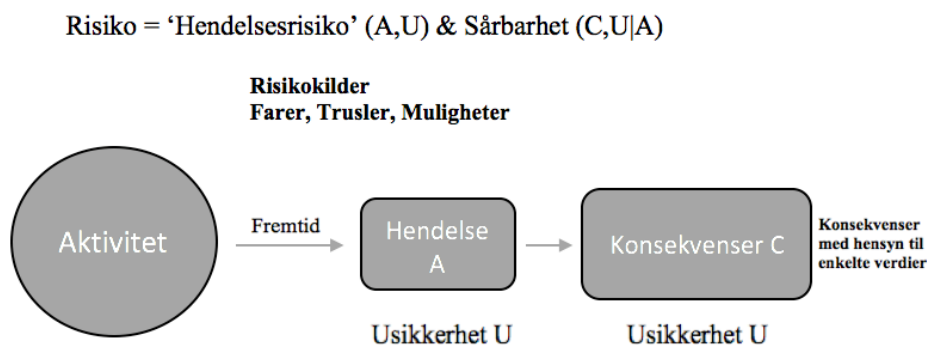 Risiko = ‘Hendelsesrisiko’ (A,U) & Sårbarhet (C,U|A)
Risikokilder
Farer, Trusler, Muligheter
Aktivitet
Fremtid
Hendelse
A
Konsekvenser C
Konsekvenser
med hensyn til
enkelte verdier
Usikkerhet U
Usikkerhet U